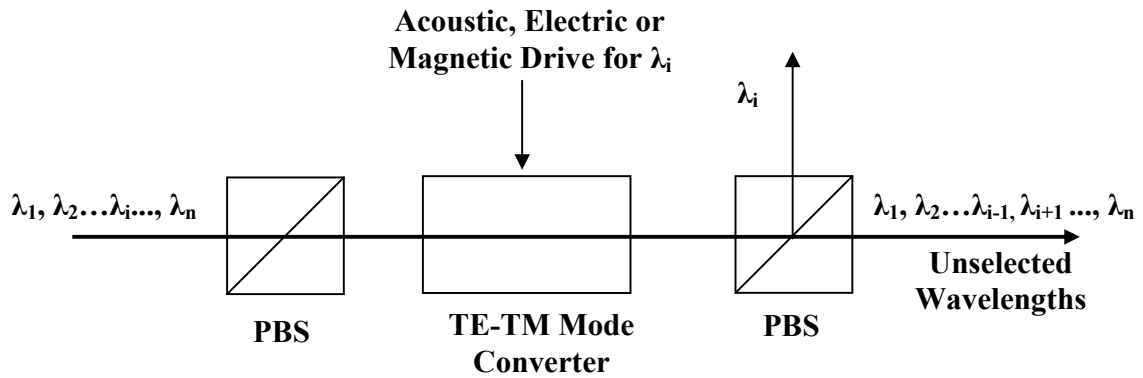 Acoustic, Electric or
Magnetic Drive for λi
λi
λ1, λ2…λi..., λn
λ1, λ2…λi-1, λi+1 ..., λn
Unselected
Wavelengths
PBS
TE-TM Mode
Converter
PBS